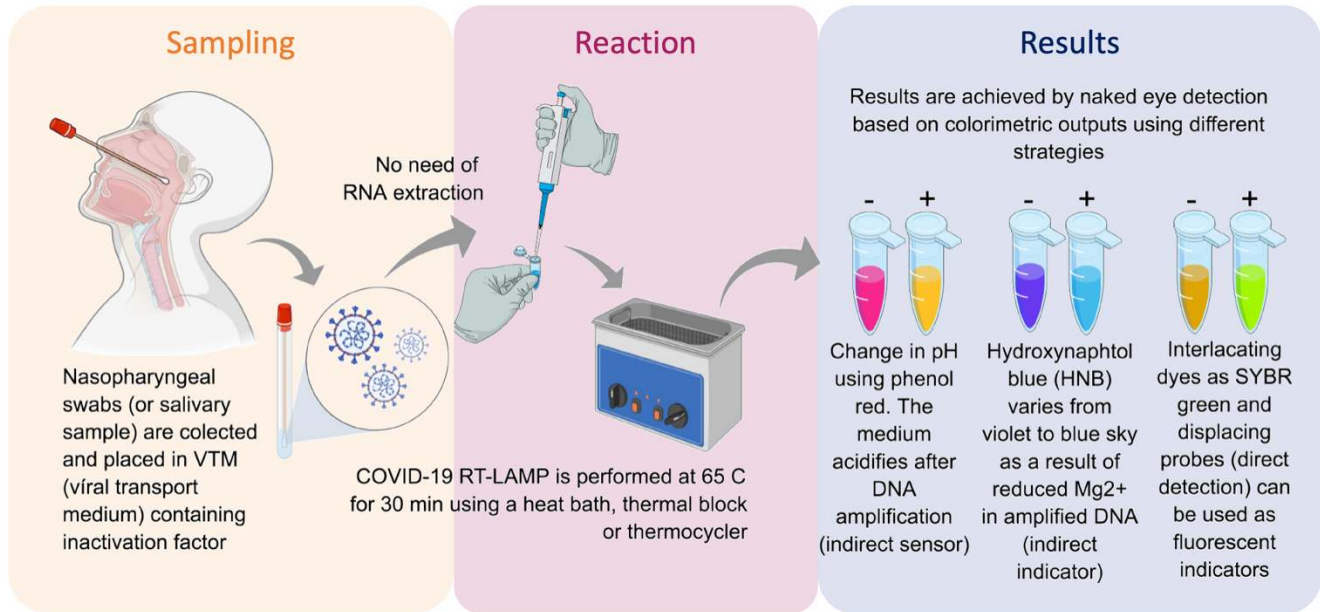 Sampling
Nasopharyngeal
swabs (or salivary
sample) are colected
and placed in VTM
(víral transport
medium) containing
inactivation factor
Reaction
No need of
RNA extraction
COVID-19 RT-LAMP is performed at 65 C
for 30 min using a heat bath, thermal block
or thermocycler
Results
Results are achieved by naked eye detection
based on colorimetric outputs using different
strategies
- +
- +
- +
Change in pH
using phenol
red. The
medium
acidifies after
DNA
amplification
(indirect sensor)
Hydroxynaphtol
blue (HNB)
varies from
violet to blue sky
as a result of
reduced Mg2+
in amplified DNA
(indirect
indicator)
Interlacating
dyes as SYBR
green and
displacing
probes (direct
detection) can
be used as
fluorescent
indicators